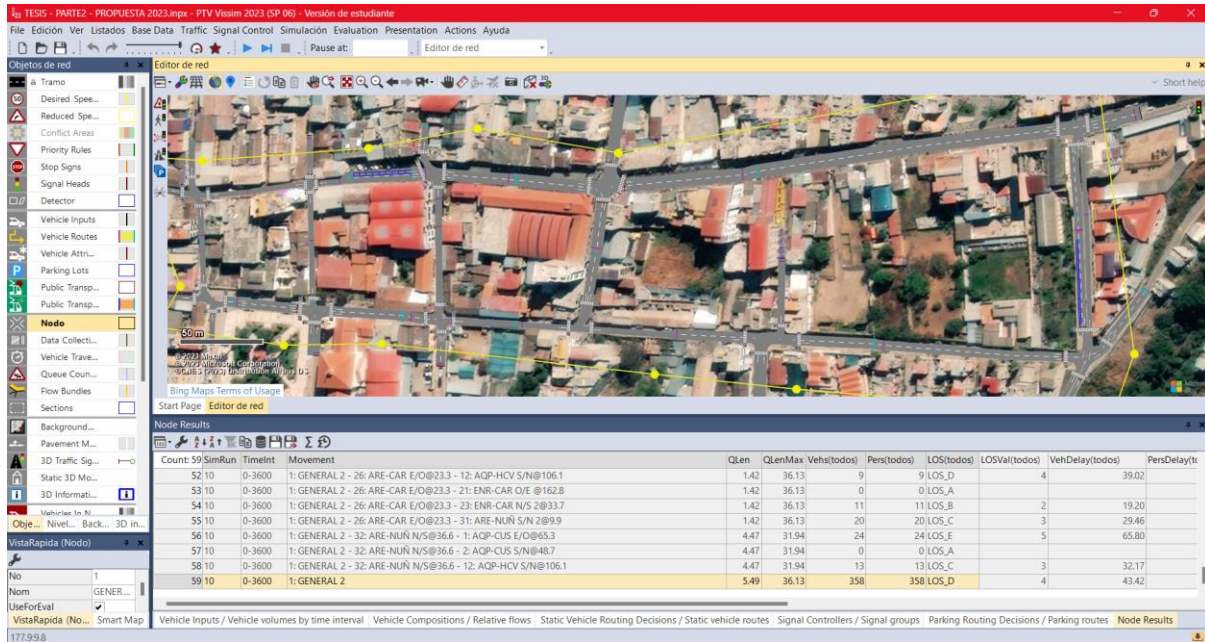 TESIS - PARTE2 - PROPUESTA 2023.inpx - PTV Vissim 2023 (SP 06) - Versión de estudiante
File Edición Ver Listados Base Data Traffic Signal Control Simulación Evaluation Presentation Actions Ayuda
Pause at: Editor de red
Objetos de red
Tramo
Desired Spee...
Reduced Spe...
Conflict Areas
Priority Rules
Stop Signs
Signal Heads
Detector
Vehicle Inputs
Vehicle Routes
Vehicle Attri...
Parking Lots
Public Transp...
Public Transp...
Nodo
Data Collecti...
Vehicle Trave...
Queue Coun...
Flow Bundles
Sections
Background...
Pavement M...
3D Traffic Sig...
Static 3D Mo...
3D Informati...
Vehicles In N...
Obje... Nivel... Back... 3D in...
VistaRapida (Nodo)
No 1
Nom GENER...
UseForEval
VistaRapida (No... Smart Map
177.9:9.8
Editor de red
Short help
50 m
Bing Maps Terms of Usage
Start Page Editor de red
Node Results
Count: 59 SimRun TimeInt Movement QLen QLenMax Vehs(todos) Pers(todos) LOS(todos) LOSVal(todos) VehDelay(todos) PersDelay(to
52 10 0-3600 1: GENERAL 2 - 26: ARE-CAR E/O@23.3 - 12: AQP-HCV S/N@106.1 1.42 36.13 9 9 LOS_D 4 39.02
53 10 0-3600 1: GENERAL 2 - 26: ARE-CAR E/O@23.3 - 21: ENR-CAR O/E @162.8 1.42 36.13 0 0 LOS_A
54 10 0-3600 1: GENERAL 2 - 26: ARE-CAR E/O@23.3 - 23: ENR-CAR N/S 2@33.7 1.42 36.13 11 11 LOS_B 2 19.20
55 10 0-3600 1: GENERAL 2 - 26: ARE-CAR E/O@23.3 - 31: ARE-NUÑ S/N 2@9.9 1.42 36.13 20 20 LOS_C 3 29.46
56 10 0-3600 1: GENERAL 2 - 32: ARE-NUÑ N/S@36.6 - 1: AQP-CUS E/O@65.3 4.47 31.94 24 24 LOS_E 5 65.80
57 10 0-3600 1: GENERAL 2 - 32: ARE-NUÑ N/S@36.6 - 2: AQP-CUS S/N@48.7 4.47 31.94 0 0 LOS_A
58 10 0-3600 1: GENERAL 2 - 32: ARE-NUÑ N/S@36.6 - 12: AQP-HCV S/N@106.1 4.47 31.94 13 13 LOS_C 3 32.17
59 10 0-3600 1: GENERAL 2 5.49 36.13 358 358 LOS_D 4 43.42
Vehicle Inputs / Vehicle volumes by time interval Vehicle Compositions / Relative flows Static Vehicle Routing Decisions / Static vehicle routes Signal Controllers / Signal groups Parking Routing Decisions / Parking routes Node Results